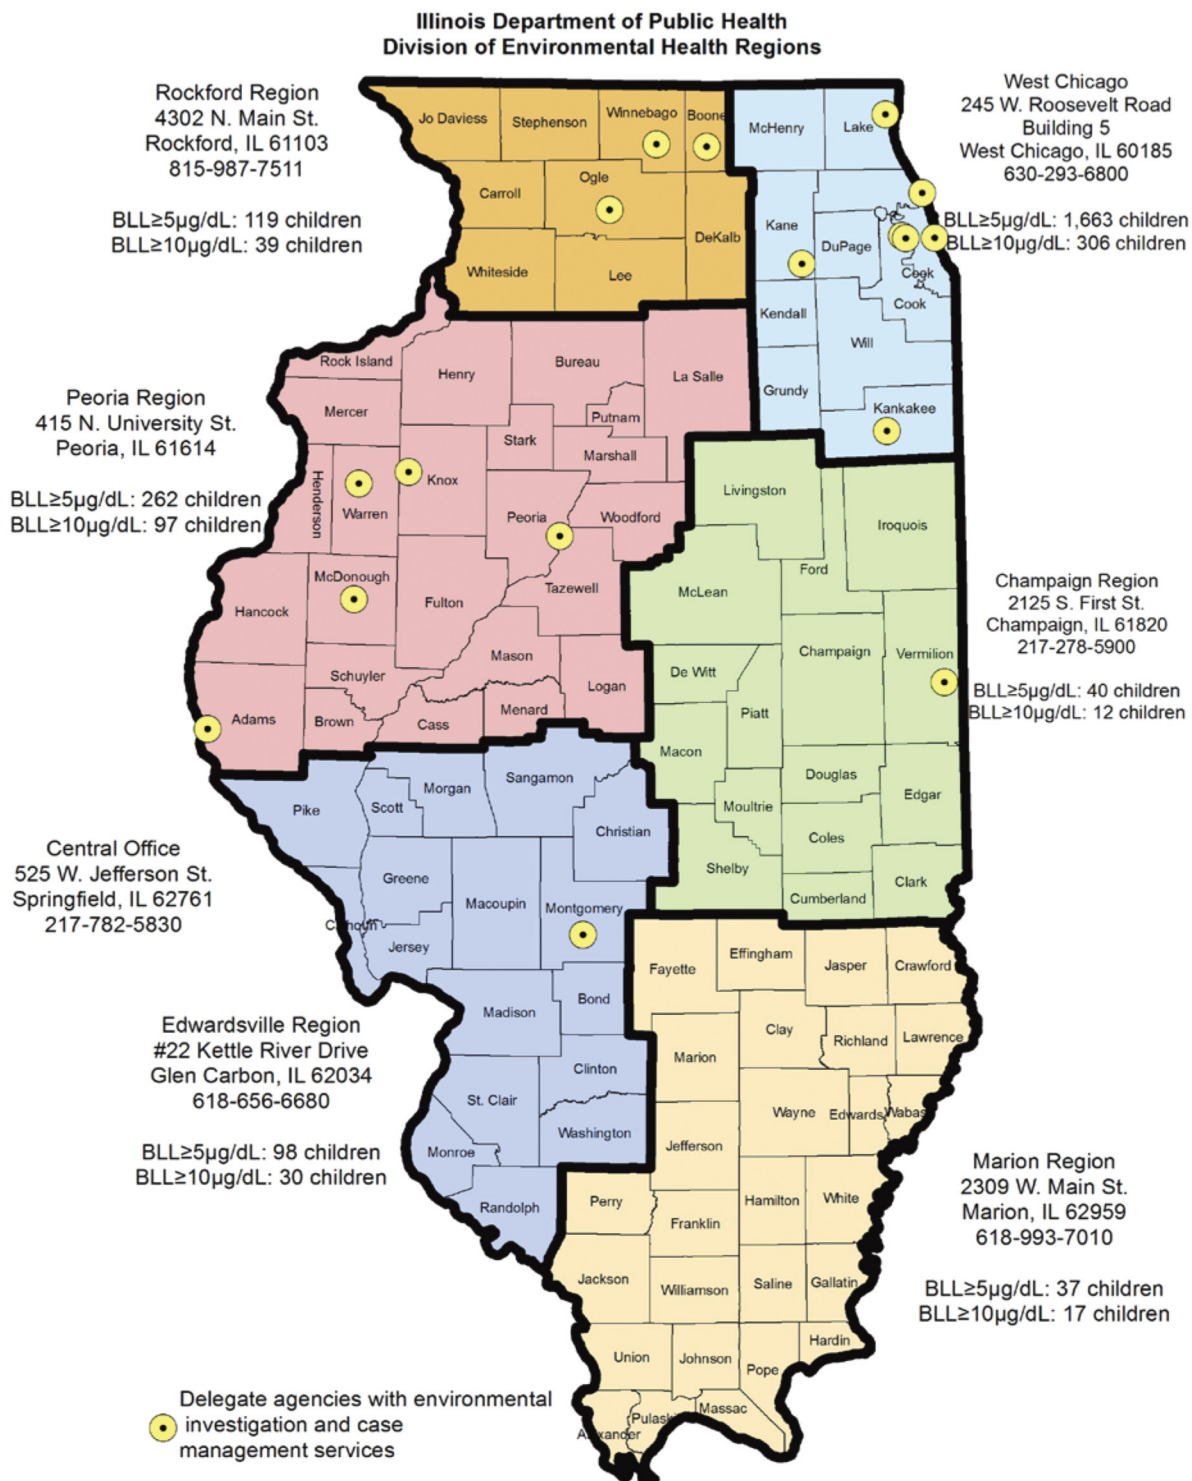 Illinois Department of Public Health
Division of Environmental Health Regions
Rockford Region
4302 N. Main St.
Rockford, IL 61103
815-987-7511
BLL≥5µg/dL: 119 children
BLL≥10µg/dL: 39 children
West Chicago
245 W. Roosevelt Road
Building 5
West Chicago, IL 60185
630-293-6800
BLL≥5µg/dL: 1,663 children
BLL≥10µg/dL: 306 children
Jo Daviess
Stephenson
Winnebago
Boone
McHenry
Lake
Carroll
Ogle
DeKalb
Kane
DuPage
Cook
Cook
Whiteside
Lee
Kendall
Will
Grundy
Kankakee
Peoria Region
415 N. University St.
Peoria, IL 61614
BLL≥5µg/dL: 262 children
BLL≥10µg/dL: 97 children
Rock Island
Henry
Bureau
La Salle
Mercer
Putnam
Stark
Marshall
Henderson
Warren
Knox
Peoria
Woodford
McDonough
Hancock
Fulton
Tazewell
Mason
Schuyler
Logan
Adams
Brown
Cass
Menard
Livingston
Iroquois
Ford
McLean
Champaign
Vermilion
De Witt
Piatt
Macon
Douglas
Edgar
Moultrie
Coles
Shelby
Clark
Cumberland
Champaign Region
2125 S. First St.
Champaign, IL 61820
217-278-5900
BLL≥5µg/dL: 40 children
BLL≥10µg/dL: 12 children
Central Office
525 W. Jefferson St.
Springfield, IL 62761
217-782-5830
Pike
Scott
Morgan
Sangamon
Christian
Greene
Macoupin
Montgomery
Calhoun
Jersey
Madison
Bond
Clinton
St. Clair
Washington
Monroe
Randolph
Edwardsville Region
#22 Kettle River Drive
Glen Carbon, IL 62034
618-656-6680
BLL≥5µg/dL: 98 children
BLL≥10µg/dL: 30 children
Fayette
Effingham
Jasper
Crawford
Clay
Richland
Lawrence
Marion
Wayne
Edwards
Wabas
Jefferson
Perry
Franklin
Hamilton
White
Jackson
Williamson
Saline
Gallatin
Union
Johnson
Pope
Hardin
Alexander
Pulaski
Massac
Marion Region
2309 W. Main St.
Marion, IL 62959
618-993-7010
BLL≥5µg/dL: 37 children
BLL≥10µg/dL: 17 children
Delegate agencies with environmental
investigation and case
management services